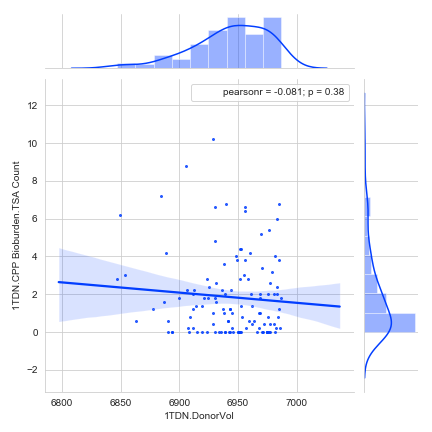 pearsonr = -0.081; p = 0.38
12
10
8
6
4
2
0
−2
1TDN.CPP Bioburden.TSA Count
6800 6850 6900 6950 7000
1TDN.DonorVol